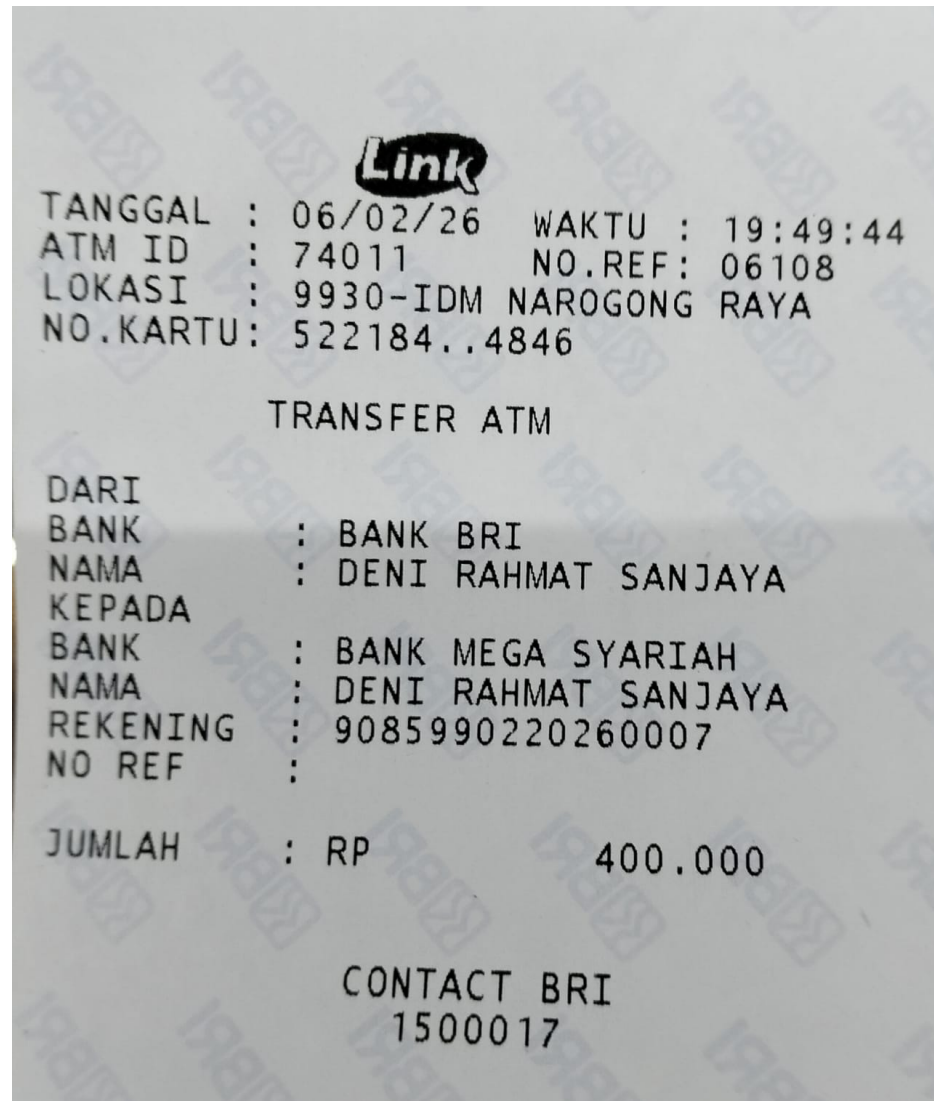 Link
TANGGAL : 06/02/26 WAKTU : 19:49:44
ATM ID : 74011 NO.REF: 06108
LOKASI : 9930-IDM NAROGONG RAYA
NO.KARTU: 522184..4846
TRANSFER ATM
DARI
BANK : BANK BRI
NAMA : DENI RAHMAT SANJAYA
KEPADA
BANK : BANK MEGA SYARIAH
NAMA : DENI RAHMAT SANJAYA
REKENING : 9085990220260007
NO REF :
JUMLAH : RP 400.000
CONTACT BRI
1500017